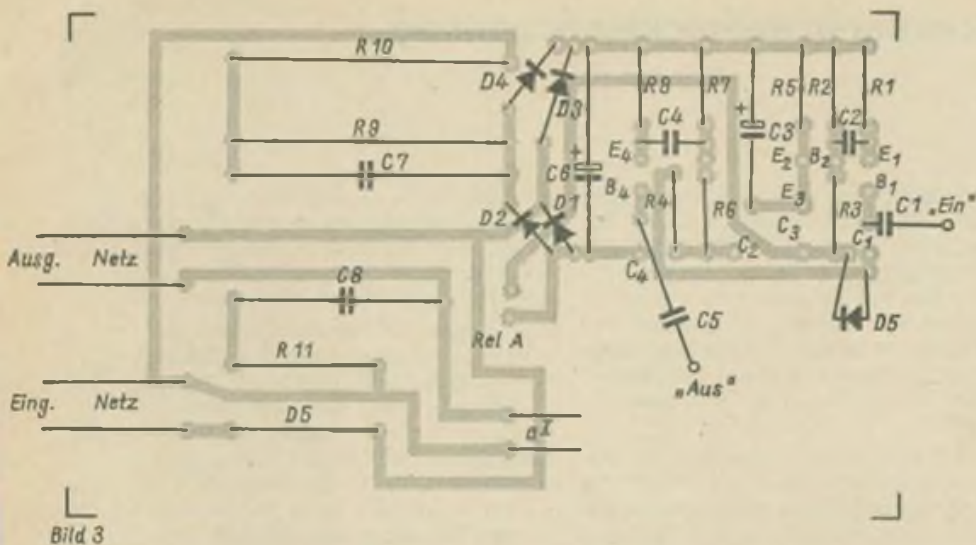 R10
D4
D3
R8
R7
R5
R2
R1
C4
C3
C2
R9
C7
+
+
C6
E4
E2
B2
E1
B4
E3
B1
D2
D1
R4
R6
R3
C1 „Ein"
C2
C3
C1
C4
Ausg. Netz
C8
Rel A
C5
D5
R11
„Aus"
Eing. Netz
D5
aI
Bild 3